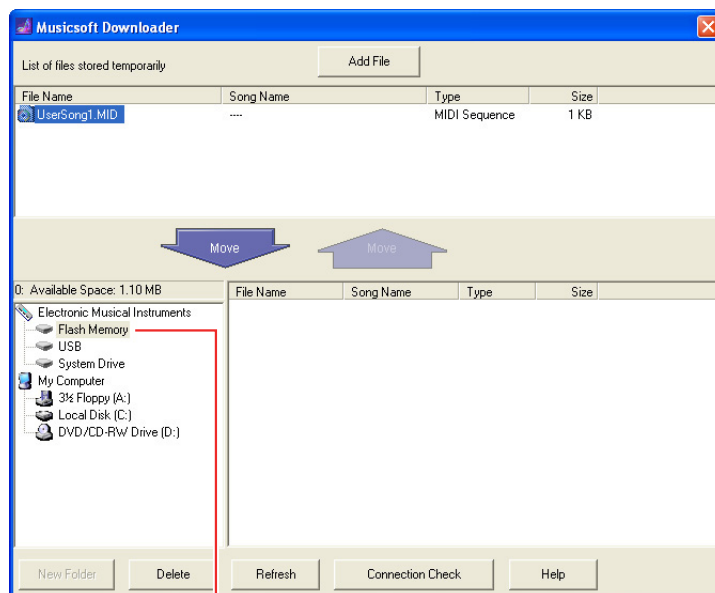 Musicsoft Downloader
List of files stored temporarily
Add File
File Name Song Name Type Size
UserSong1.MID ---- MIDI Sequence 1 KB
Move Move
0: Available Space: 1.10 MB
File Name Song Name Type Size
Electronic Musical Instruments
Flash Memory
USB
System Drive
My Computer
3½ Floppy (A:)
Local Disk (C:)
DVD/CD-RW Drive (D:)
New Folder Delete Refresh Connection Check Help